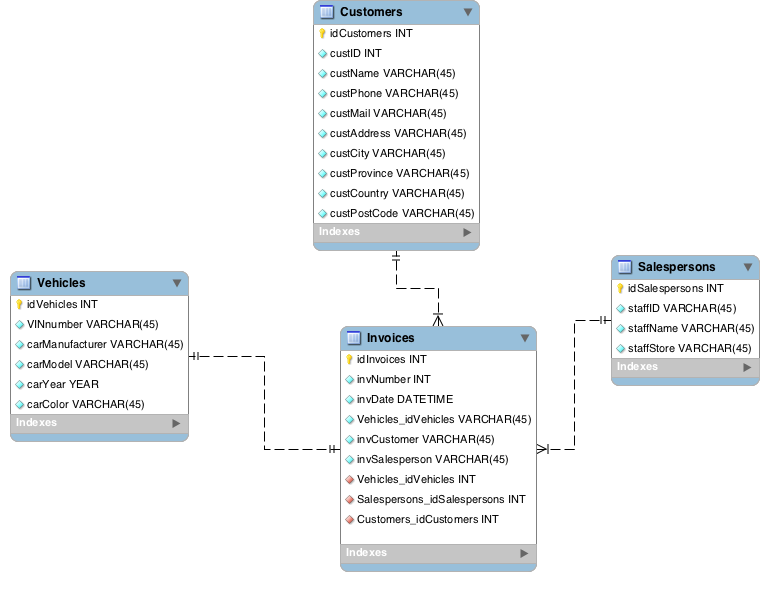 Customers
idCustomers INT
custID INT
custName VARCHAR(45)
custPhone VARCHAR(45)
custMail VARCHAR(45)
custAddress VARCHAR(45)
custCity VARCHAR(45)
custProvince VARCHAR(45)
custCountry VARCHAR(45)
custPostCode VARCHAR(45)
Indexes
Vehicles
idVehicles INT
VINnumber VARCHAR(45)
carManufacturer VARCHAR(45)
carModel VARCHAR(45)
carYear YEAR
carColor VARCHAR(45)
Indexes
Invoices
idInvoices INT
invNumber INT
invDate DATETIME
Vehicles_idVehicles VARCHAR(45)
invCustomer VARCHAR(45)
invSalesperson VARCHAR(45)
Vehicles_idVehicles INT
Salespersons_idSalespersons INT
Customers_idCustomers INT
Indexes
Salespersons
idSalespersons INT
staffID VARCHAR(45)
staffName VARCHAR(45)
staffStore VARCHAR(45)
Indexes